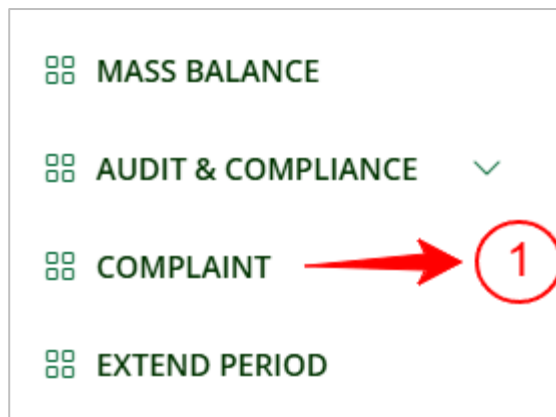 MASS BALANCE
AUDIT & COMPLIANCE
COMPLAINT 1
EXTEND PERIOD